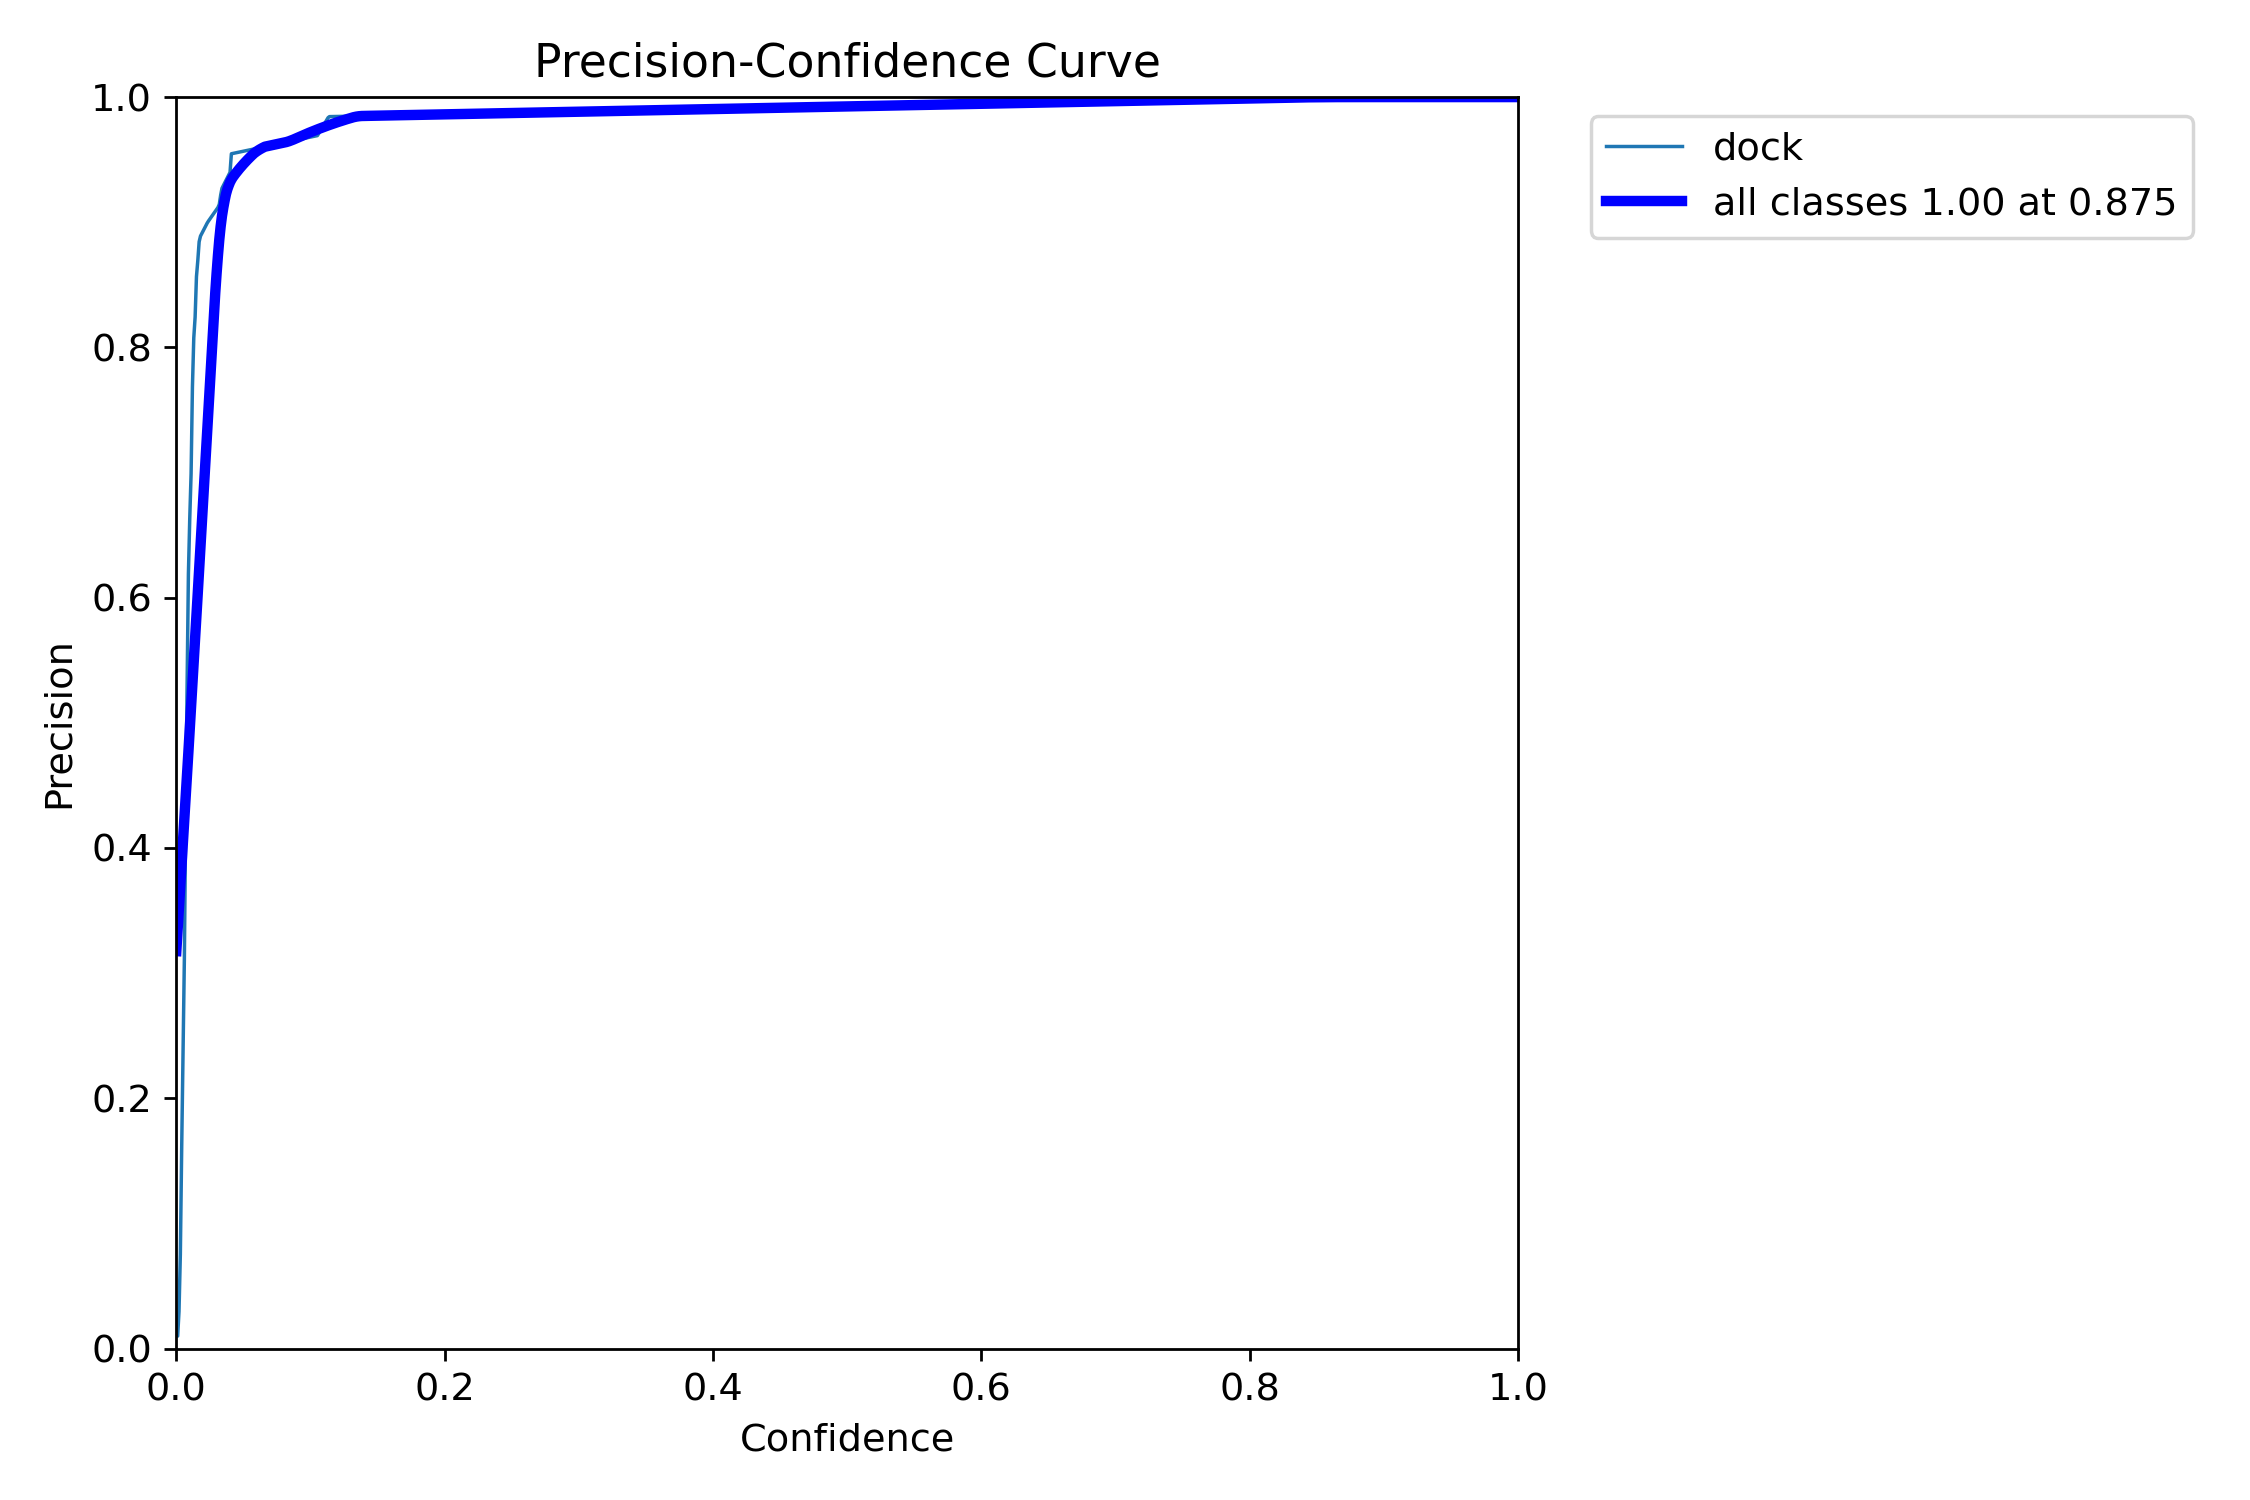 Precision-Confidence Curve
1.0
0.8
0.6
0.4
0.2
0.0
Precision
0.0 0.2 0.4 0.6 0.8 1.0
Confidence
dock
all classes 1.00 at 0.875